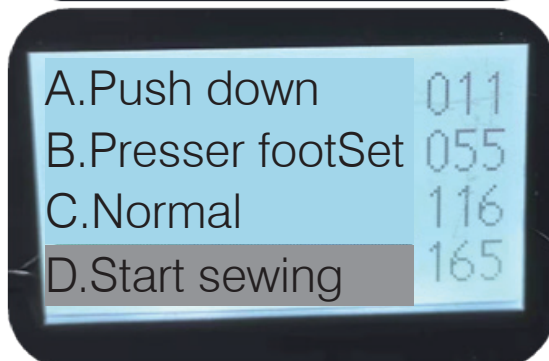 A.Push down 011
B.Presser footSet 055
C.Normal 116
D.Start sewing 165